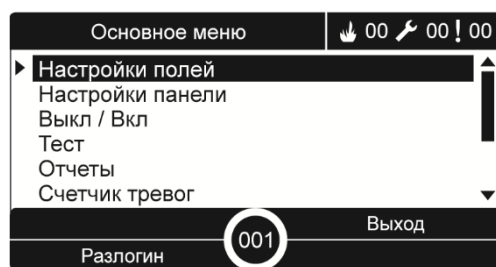 Основное меню 00 00 ! 00
Настройки полей
Настройки панели
Выкл / Вкл
Тест
Отчеты
Счетчик тревог
Выход
001
Разлогин